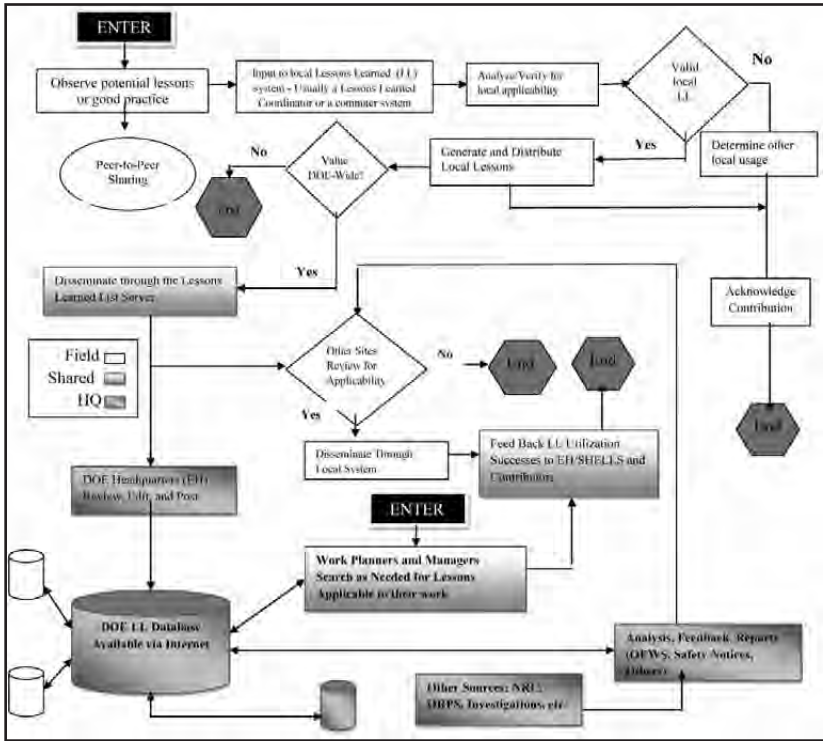 ENTER
Observe potential lessons
or good practice
Input to local Lessons Learned (LL)
system - Usually a Lessons Learned
Coordinator or a computer system
Analyze/Verify for
local applicability
Valid
local
LL
No
Peer-to-Peer
Sharing
No
Value
DOE-Wide?
Generate and Distribute
Local Lessons
Yes
Determine other
local usage
End
Yes
Disseminate through the Lessons
Learned List Server
Acknowledge
Contribution
Field
Shared
HQ
Other Sites
Review for
Applicability
No
End
End
Yes
End
Disseminate Through
Local System
Feed Back LL Utilization
Successes to EH/SHELLS and
Contributors
DOE Headquarters (EH)
Review, Edit, and Post
ENTER
Work Planners and Managers
Search as Needed for Lessons
Applicable to their work
DOE LL Database
Available via Internet
Analysis, Feedback, Reports
(OEWS, Safety Notices,
Others)
Other Sources: NRC,
ORPS, Investigations, etc.